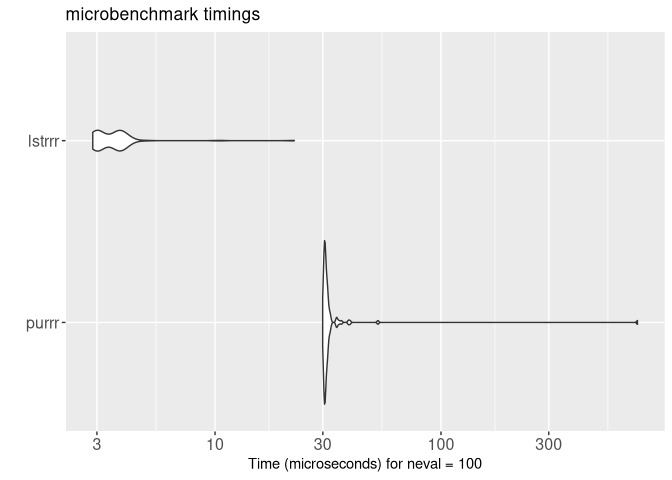 microbenchmark timings
lstrrr
purrr
3 10 30 100 300
Time (microseconds) for neval = 100